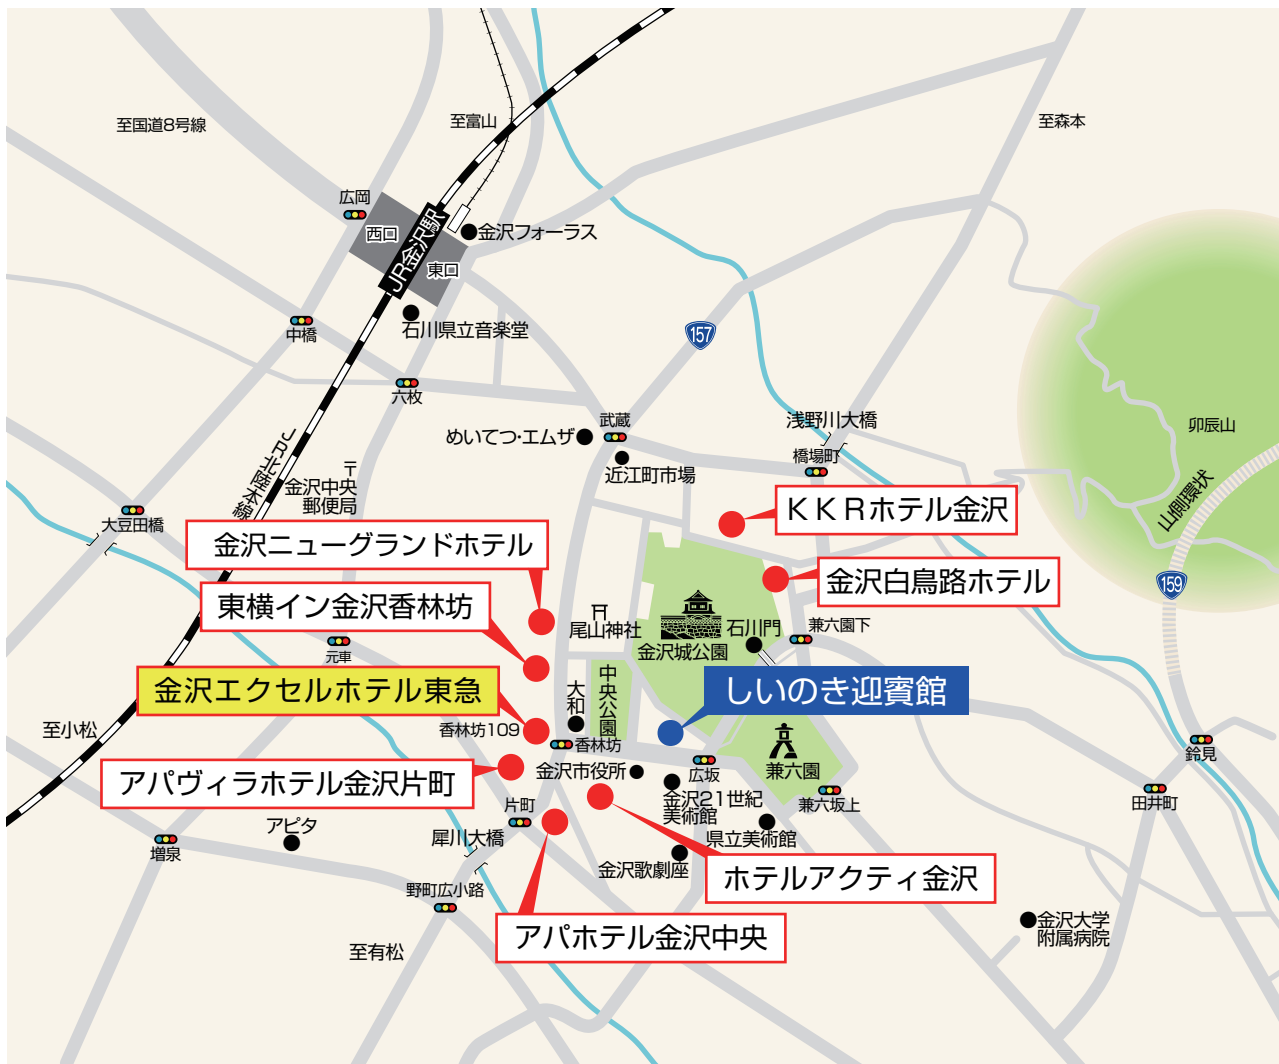 至国道8号線
至富山
至森本
広岡
西口
JR金沢駅
東口
金沢フォーラス
石川県立音楽堂
中橋
六枚
157
武蔵
めいてつ・エムザ
近江町市場
浅野川大橋
橋場町
卯辰山
山側環状
159
JR北陸本線
〒
金沢中央
郵便局
大豆田橋
KKRホテル金沢
金沢ニューグランドホテル
金沢白鳥路ホテル
東横イン金沢香林坊
尾山神社
金沢城公園
石川門
兼六園下
元車
金沢エクセルホテル東急
しいのき迎賓館
中央公園
大和
至小松
香林坊109
香林坊
兼六園
広坂
鈴見
アパヴィラホテル金沢片町
金沢市役所
金沢21世紀
美術館
兼六坂上
田井町
片町
アピタ
増泉
犀川大橋
県立美術館
金沢歌劇座
ホテルアクティ金沢
野町広小路
アパホテル金沢中央
金沢大学
附属病院
至有松